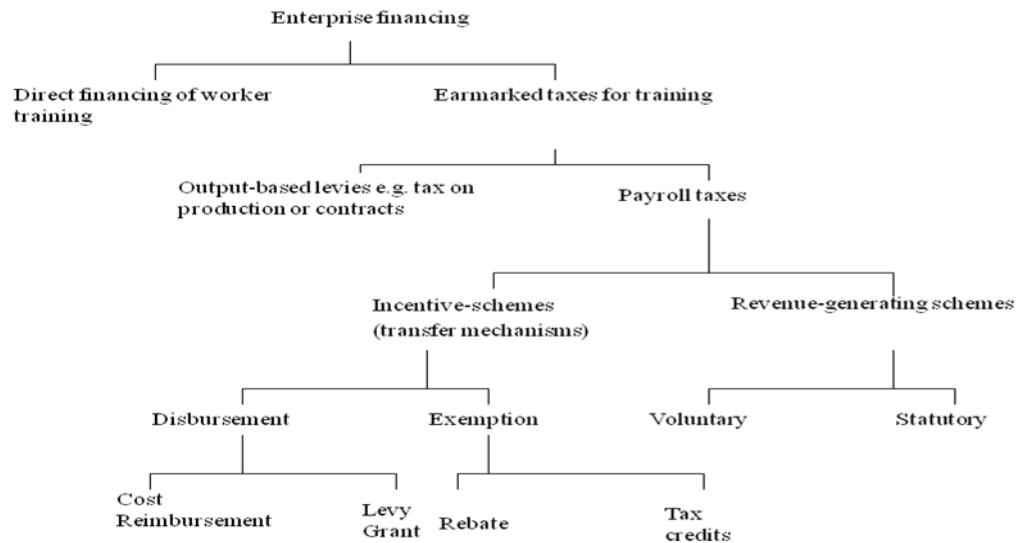 Enterprise financing
Direct financing of worker
training
Earmarked taxes for training
Output-based levies e.g. tax on
production or contracts
Payroll taxes
Incentive-schemes
(transfer mechanisms)
Revenue-generating schemes
Disbursement
Exemption
Voluntary
Statutory
Cost
Reimbursement
Levy
Grant
Rebate
Tax
credits